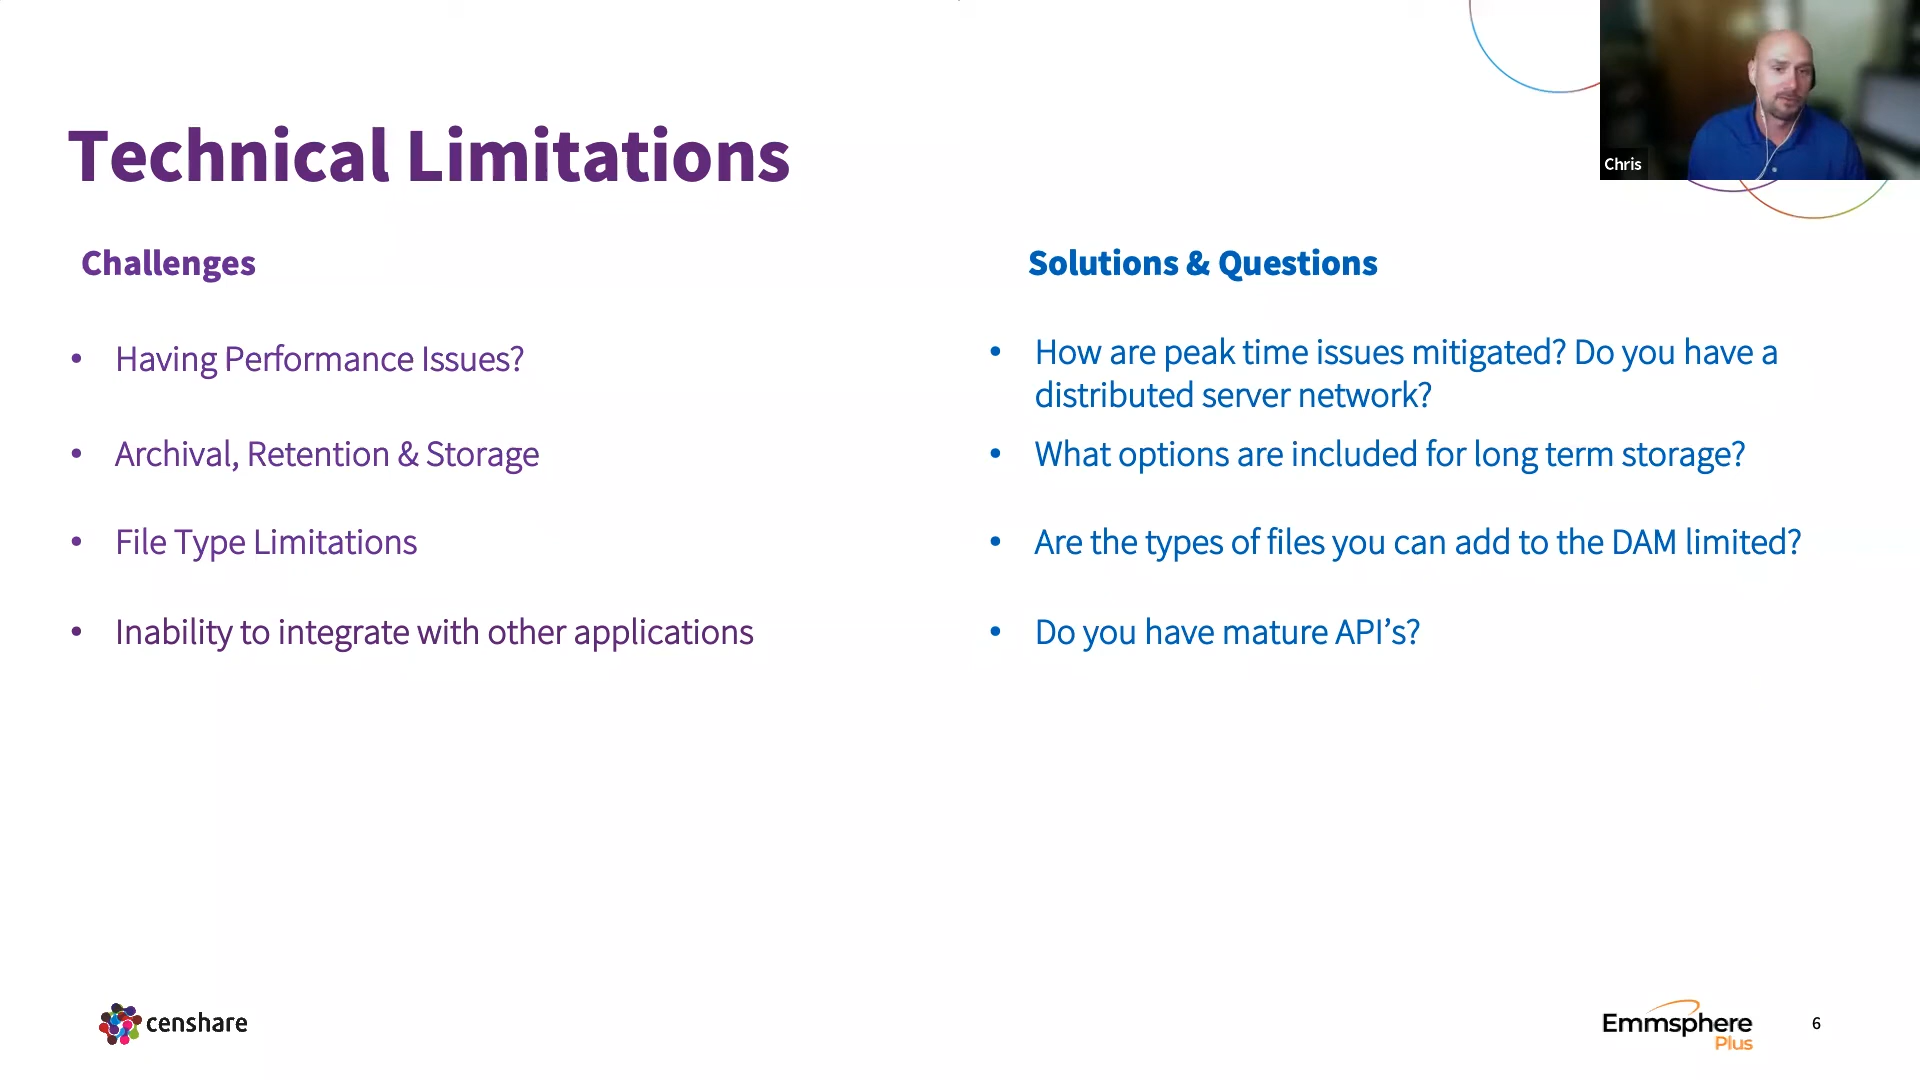 Chris
Technical Limitations
Challenges
• Having Performance Issues?
• Archival, Retention & Storage
• File Type Limitations
• Inability to integrate with other applications
Solutions & Questions
• How are peak time issues mitigated? Do you have a
distributed server network?
• What options are included for long term storage?
• Are the types of files you can add to the DAM limited?
• Do you have mature API’s?
censhare
Emmsphere
Plus
6